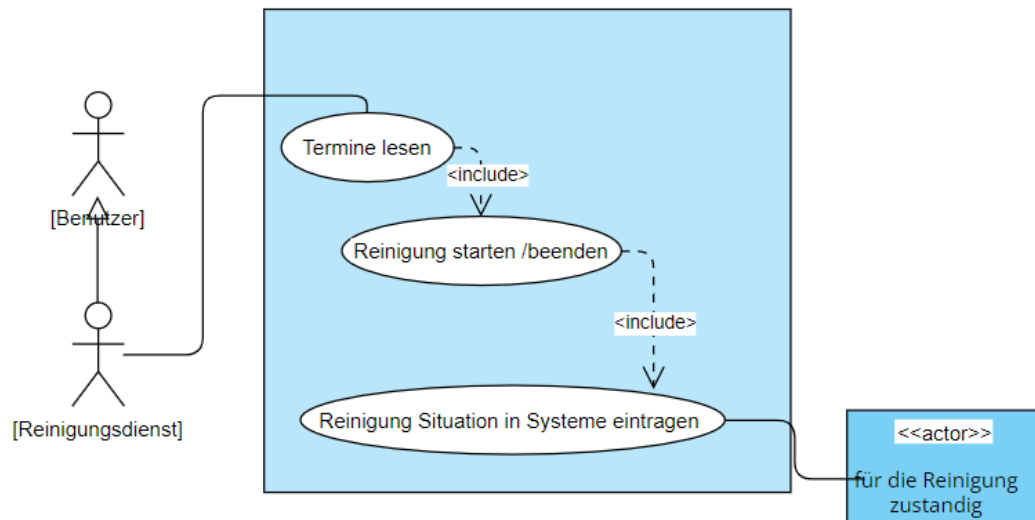 Termine lesen
<include>
[Benutzer]
Reinigung starten /beenden
<include>
Reinigung Situation in Systeme eintragen
[Reinigungsdienst]
<<actor>>
für die Reinigung
zustandig